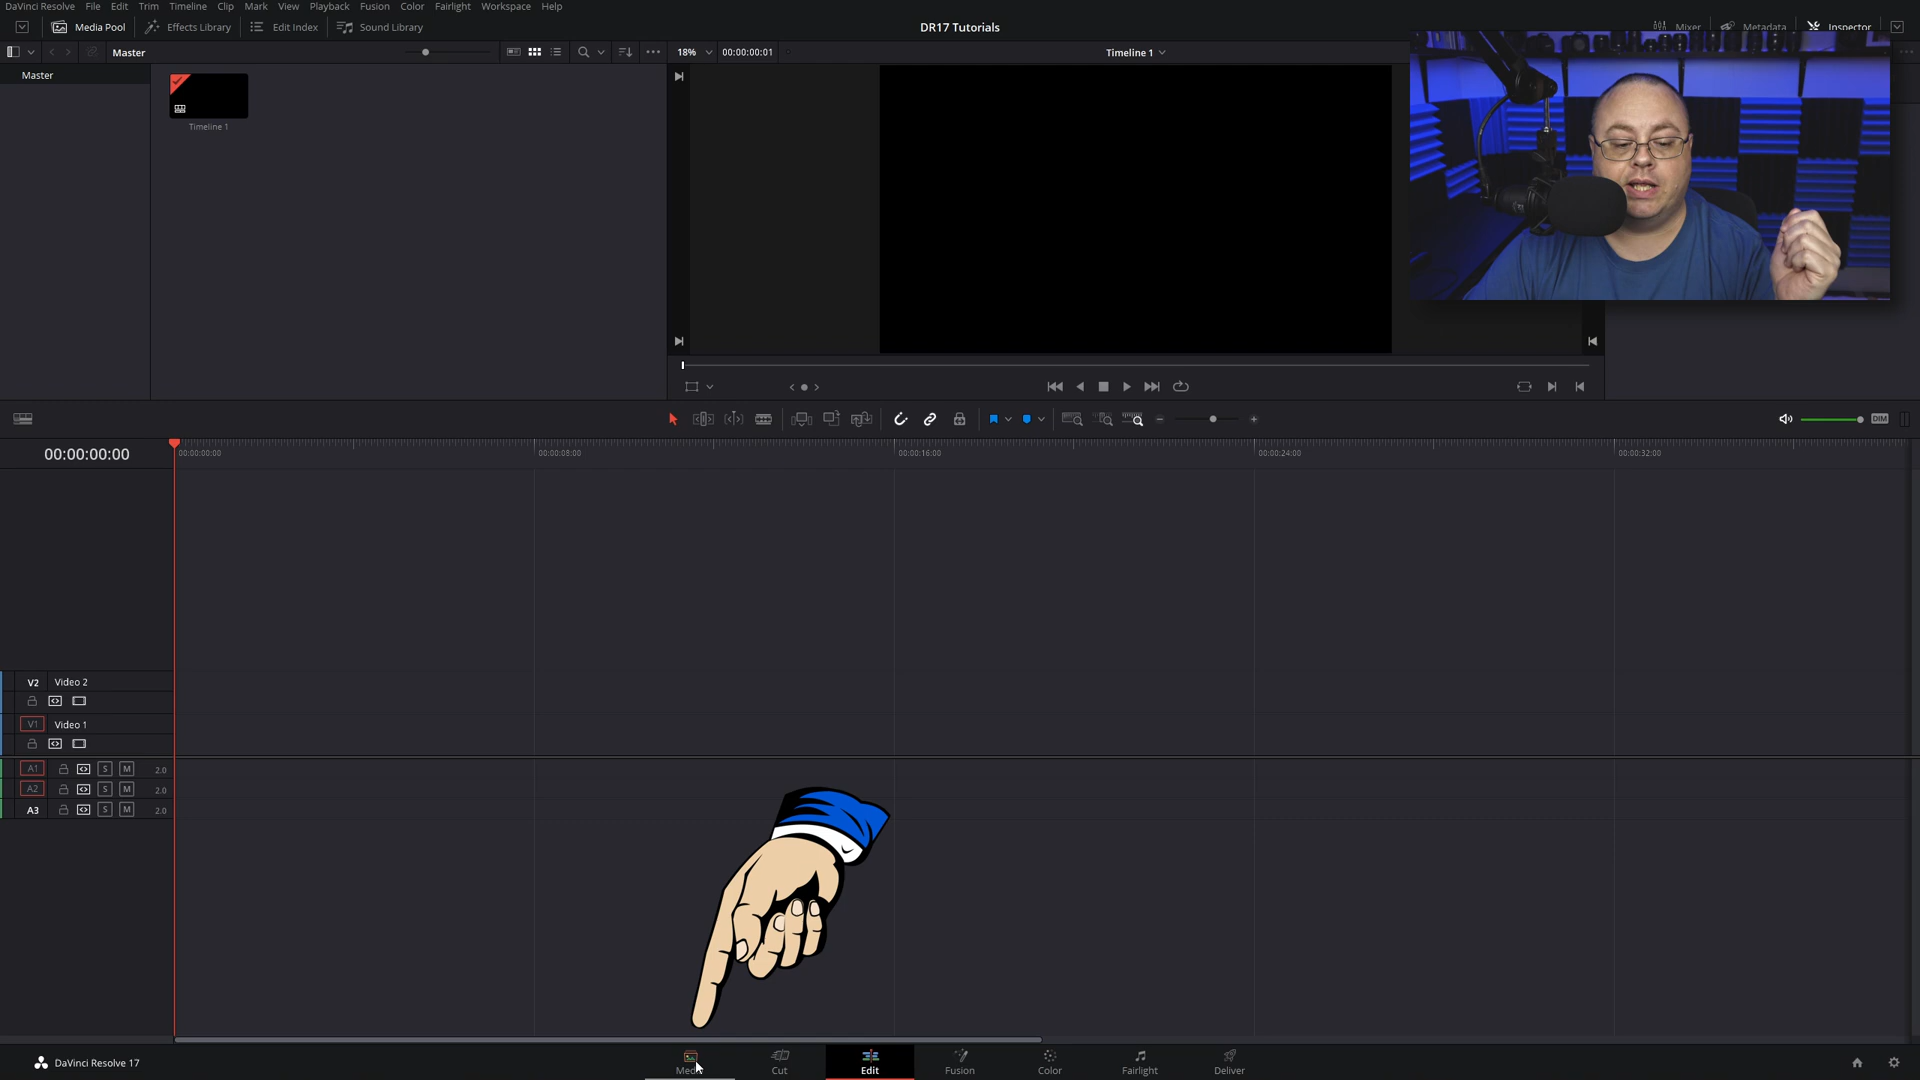 DaVinci Resolve File Edit Trim Timeline Clip Mark View Playback Fusion Color Fairlight Workspace Help
Media Pool Effects Library Edit Index Sound Library DR17 Tutorials Mixer Metadata Inspector
Master 18% 00:00:00:01 Timeline 1
Master
Timeline 1
DIM
00:00:00:00 00:00:00:00 00:00:08:00 00:00:16:00 00:00:24:00 00:00:32:00
V2 Video 2
V1 Video 1
A1 S M 2.0
A2 S M 2.0
A3 S M 2.0
DaVinci Resolve 17 Med Cut Edit Fusion Color Fairlight Deliver